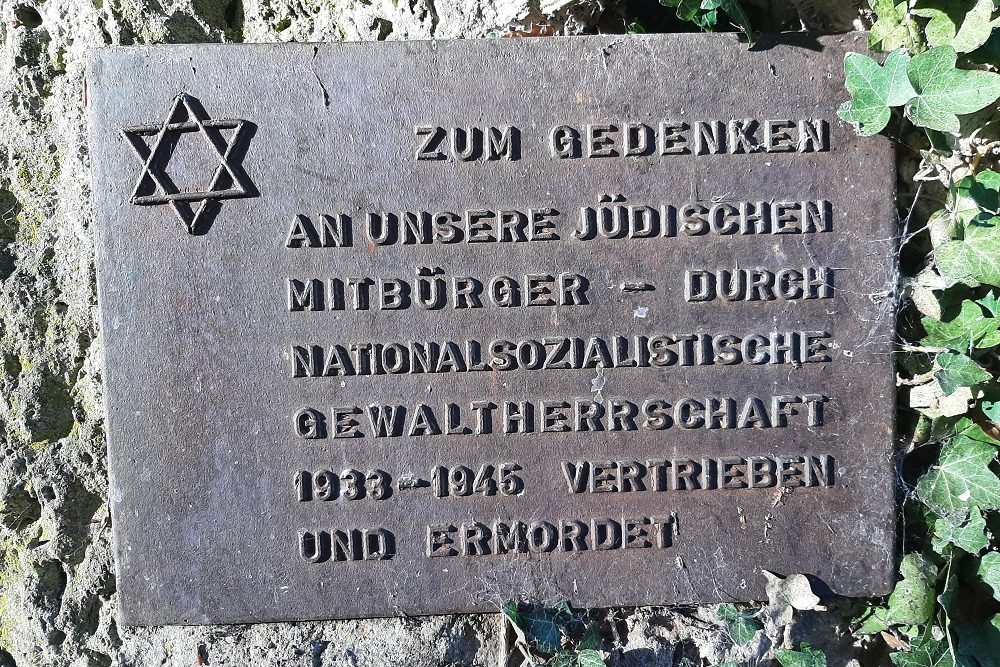 ZUM GEDENKEN
AN UNSERE JÜDISCHEN
MITBÜRGER - DURCH
NATIONALSOZIALISTISCHE
GEWALTHERRSCHAFT
1933-1945 VERTRIEBEN
UND ERMORDET